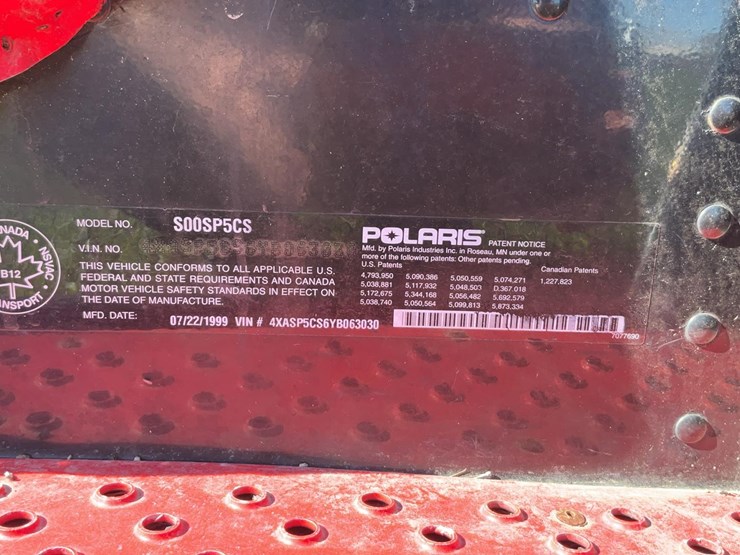 NADA
NSVAC
B12
NSPORT
MODEL NO. S00SP5CS
V.I.N. NO.
THIS VEHICLE CONFORMS TO ALL APPLICABLE U.S.
FEDERAL AND STATE REQUIREMENTS AND CANADA
MOTOR VEHICLE SAFETY STANDARDS IN EFFECT ON
THE DATE OF MANUFACTURE.
MFD. DATE: 07/22/1999 VIN # 4XASP5CS6YB063030
POLARIS PATENT NOTICE
Mfd. by Polaris Industries Inc. in Roseau, MN under one or
more of the following patents: Other patents pending.
U.S. Patents Canadian Patents
4,793,950 5,090,386 5,050,559 5,074,271 1,227,823
5,038,881 5,117,932 5,048,503 D,367,018
5,172,675 5,344,168 5,056,482 5,692,579
5,038,740 5,050,564 5,099,813 5,873,334
7077690